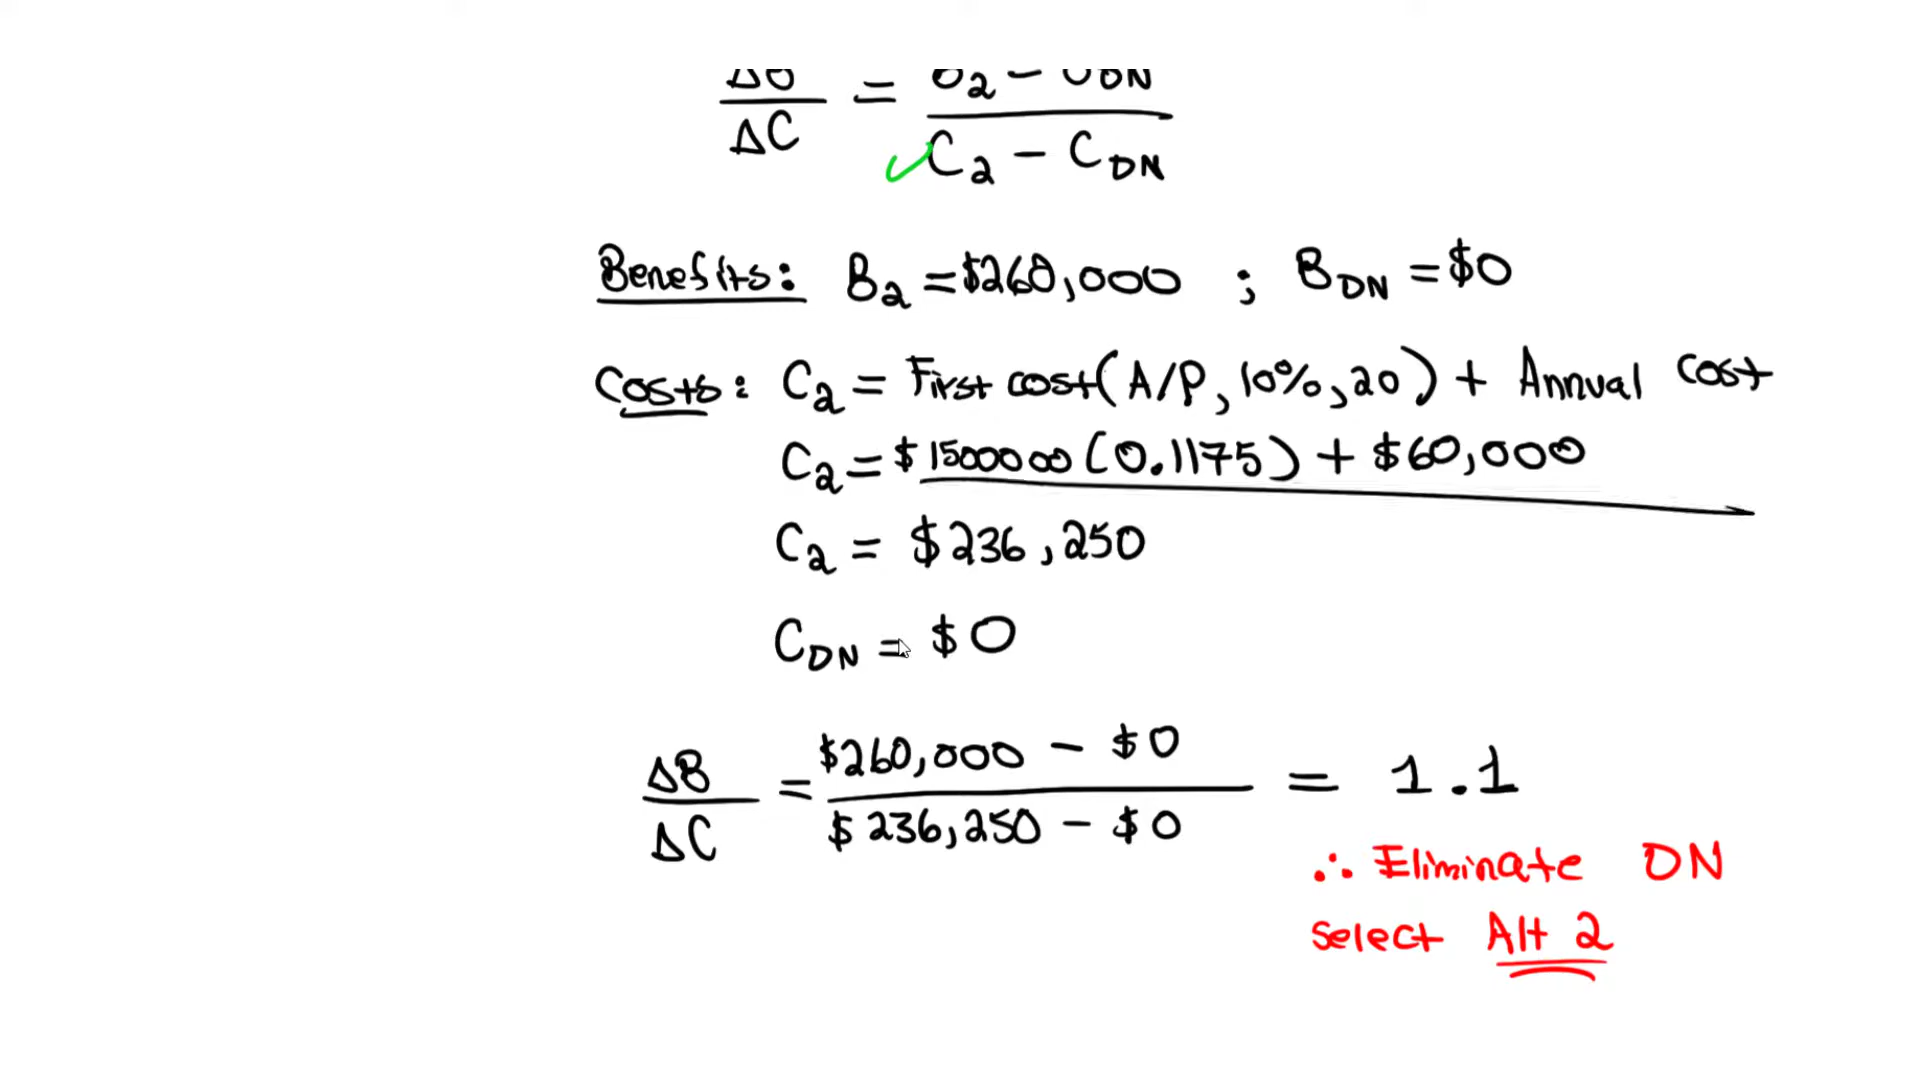 ΔB/ΔC = B2 − BDN / C2 − CDN
Benefits: B2 = $260,000 ; BDN = $0
Costs: C2 = First cost (A/P, 10%, 20) + Annual cost
C2 = $1500000 (0.1175) + $60,000
C2 = $236,250
CDN = $0
ΔB/ΔC = $260,000 − $0 / $236,250 − $0 = 1.1
∴ Eliminate DN
select Alt 2